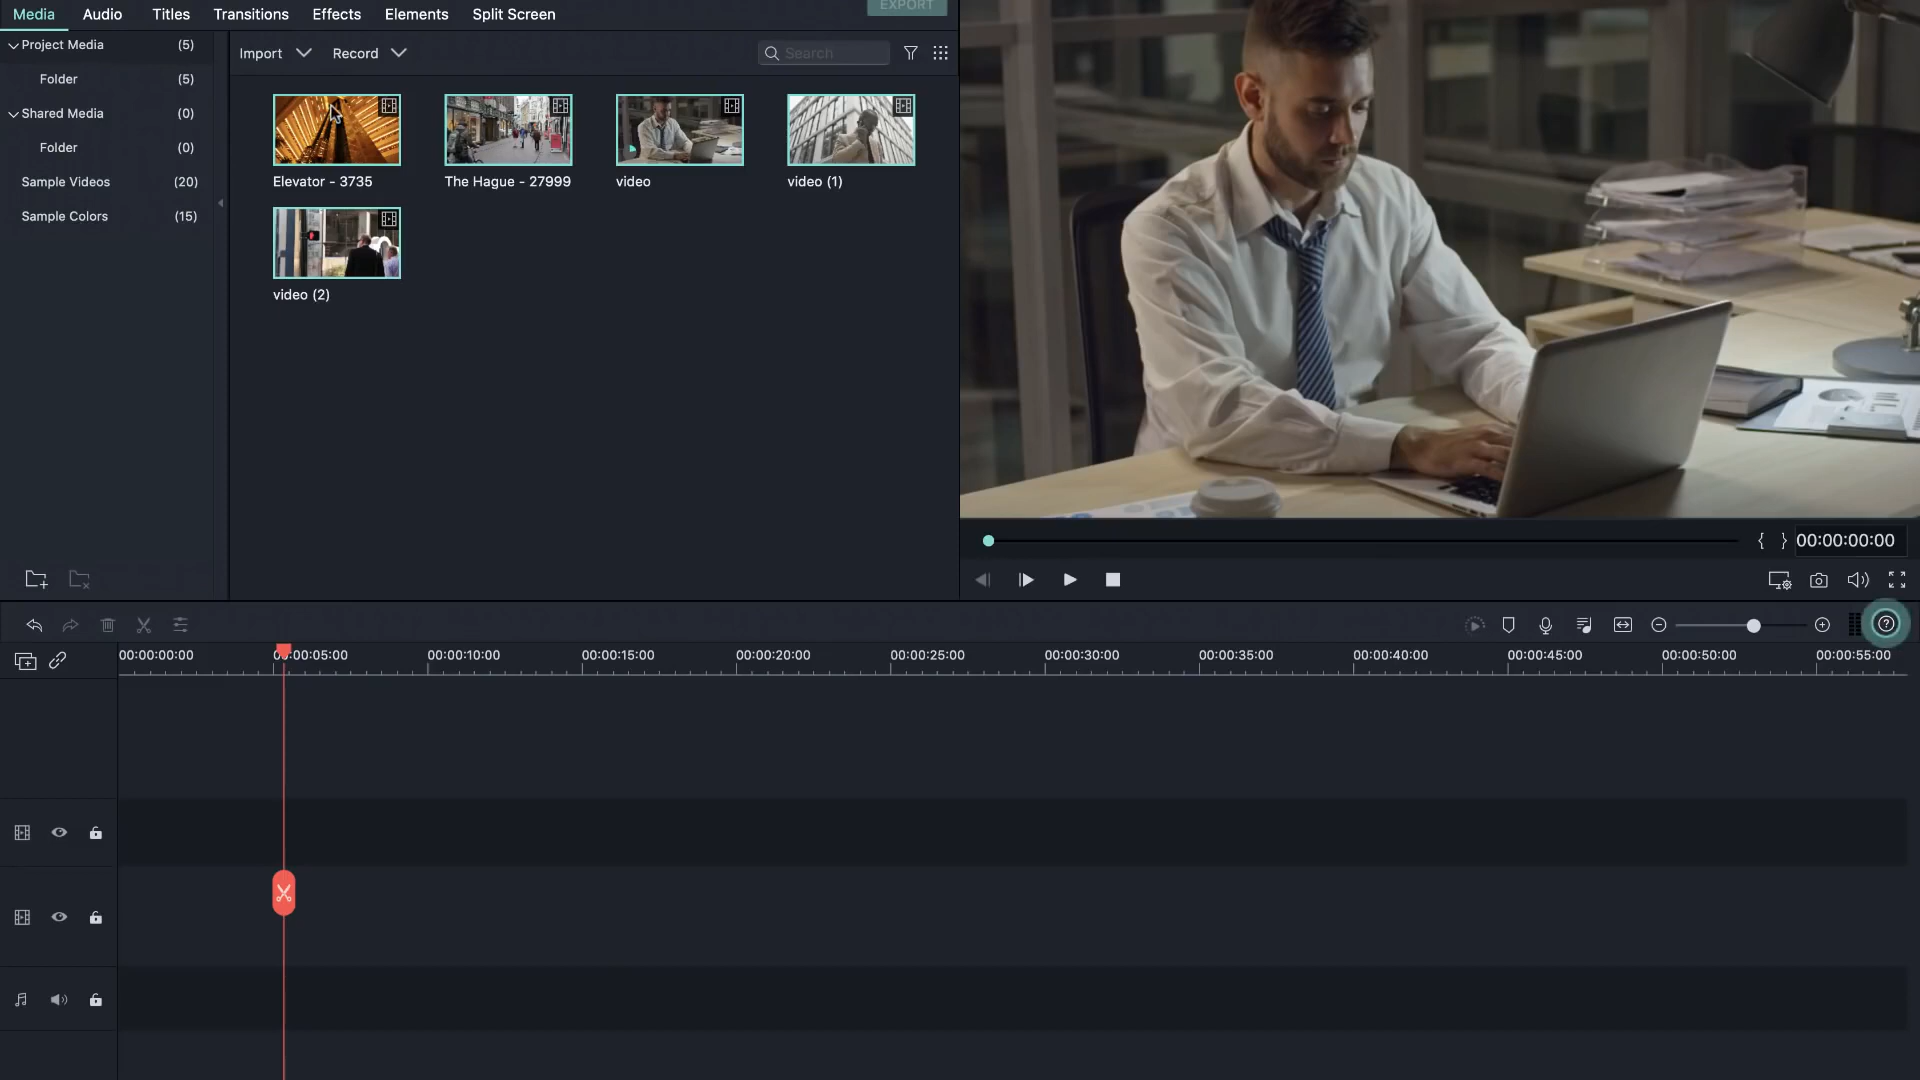 Media Audio Titles Transitions Effects Elements Split Screen EXPORT
Project Media (5)
Folder (5)
Shared Media (0)
Folder (0)
Sample Videos (20)
Sample Colors (15)
Import Record Search
Elevator - 3735 The Hague - 27999 video video (1)
video (2)
{ } 00:00:00:00
00:00:00:00 00:00:05:00 00:00:10:00 00:00:15:00 00:00:20:00 00:00:25:00 00:00:30:00 00:00:35:00 00:00:40:00 00:00:45:00 00:00:50:00 00:00:55:00